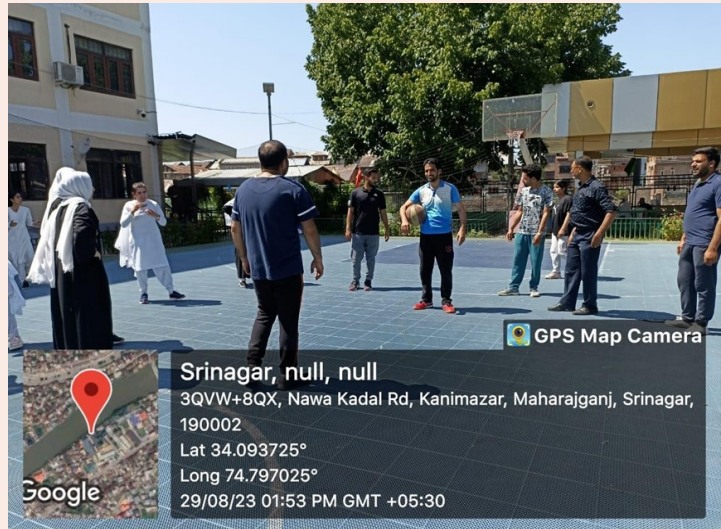 GPS Map Camera
Srinagar, null, null
3QVW+8QX, Nawa Kadal Rd, Kanimazar, Maharajganj, Srinagar,
190002
Lat 34.093725°
Long 74.797025°
29/08/23 01:53 PM GMT +05:30
Google